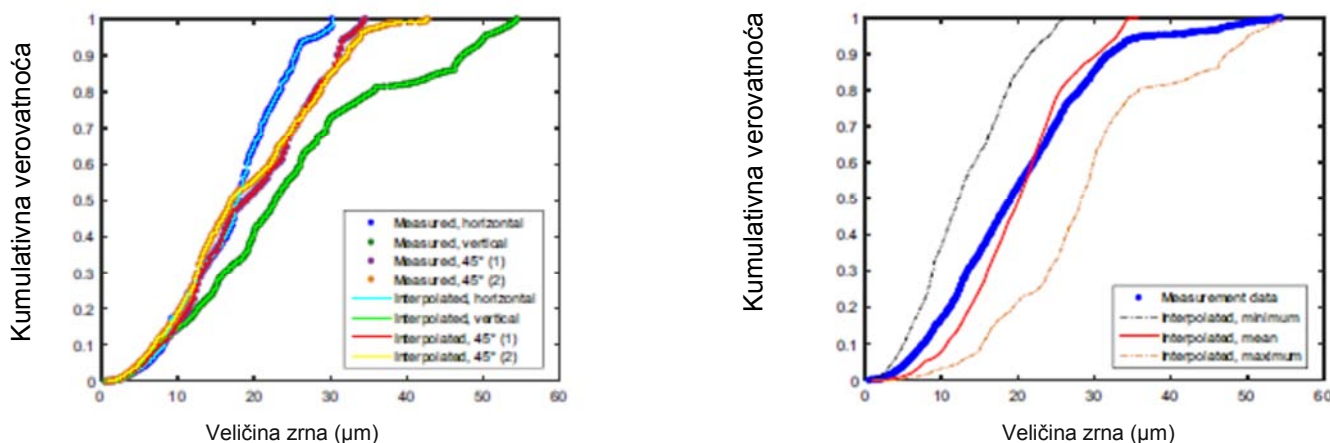 Kumulativna verovatnoća
1
0.9
0.8
0.7
0.6
0.5
0.4
0.3
0.2
0.1
0
Measured, horizontal
Measured, vertical
Measured, 45° (1)
Measured, 45° (2)
Interpolated, horizontal
Interpolated, vertical
Interpolated, 45° (1)
Interpolated, 45° (2)
0 10 20 30 40 50 60
Veličina zrna (µm)
Kumulativna verovatnoća
1
0.9
0.8
0.7
0.6
0.5
0.4
0.3
0.2
0.1
0
Measurement data
Interpolated, minimum
Interpolated, mean
Interpolated, maximum
0 10 20 30 40 50 60
Veličina zrna (µm)